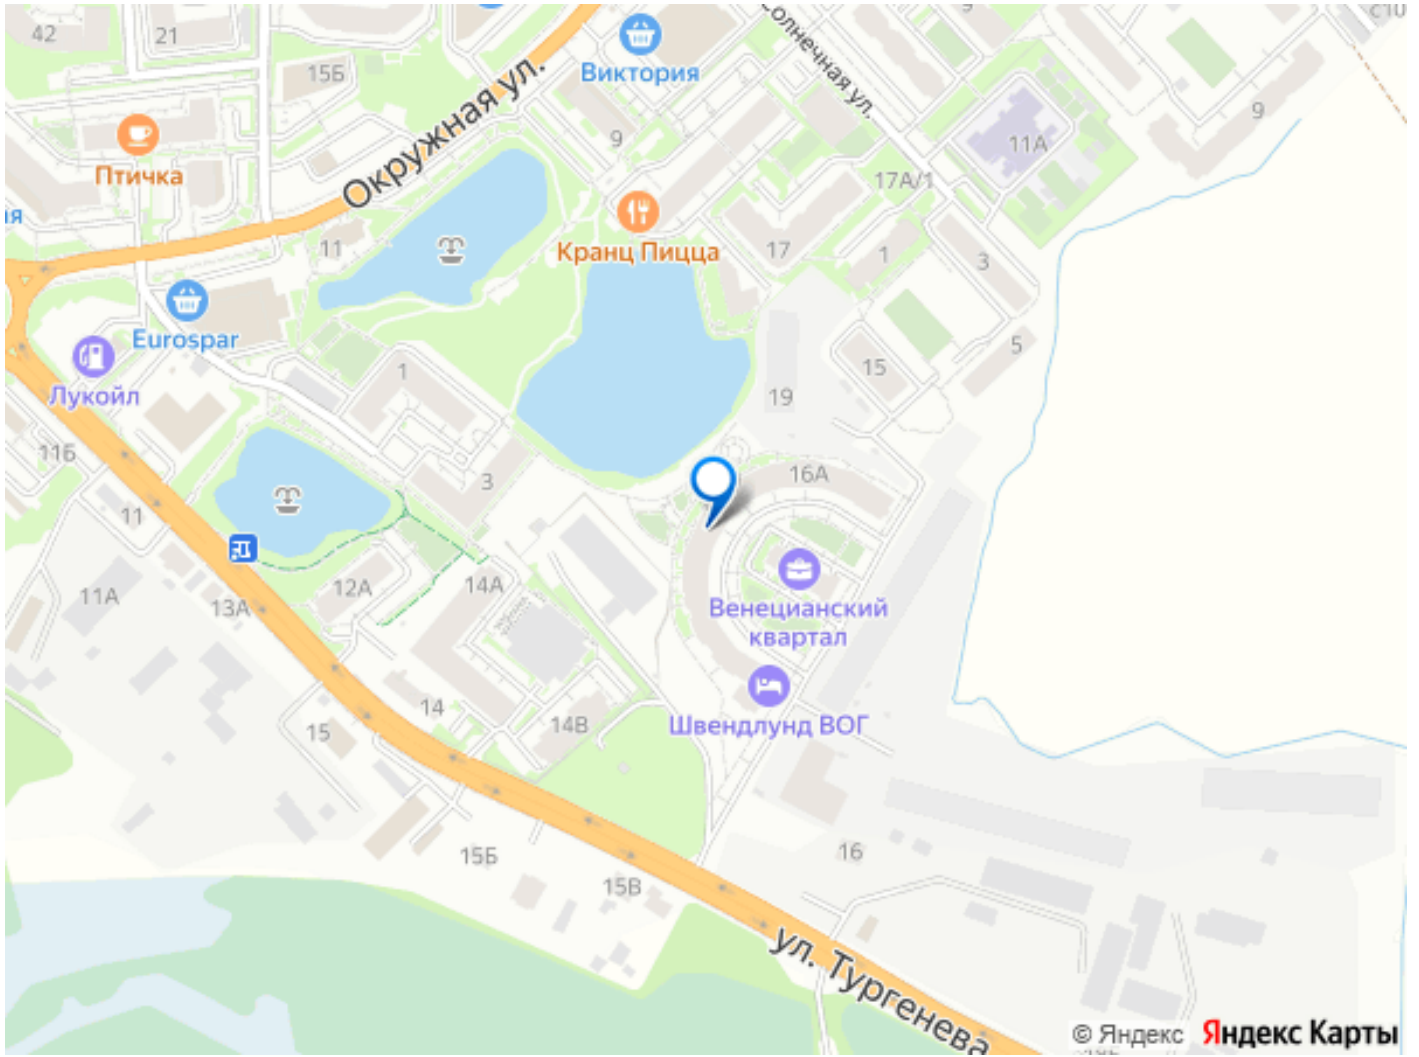 42
21
15Б
9
с10
Виктория
Солнечная ул.
Окружная ул.
9
9
11А
Птичка
17А/1
11
Кранц Пицца
17
1
3
Eurospar
Лукойл
1
15
5
19
11Б
3
16А
11
11А
13А
12А
14А
Венецианский
квартал
14
15
14В
Швендлунд ВОГ
15Б
15В
16
ул. Тургенева
© Яндекс
Яндекс Карты